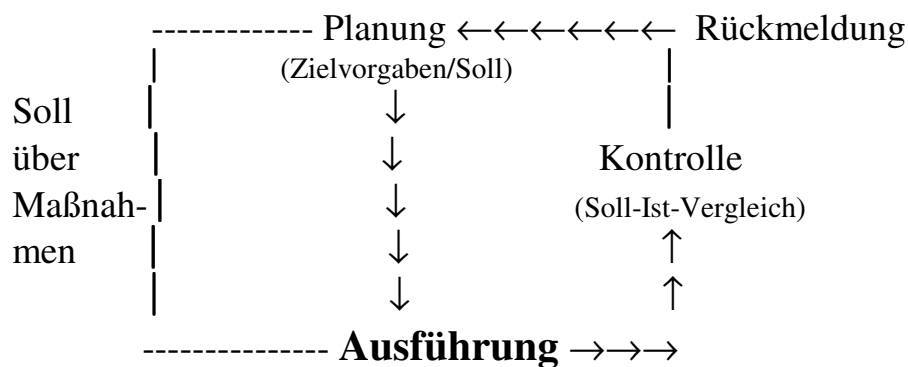 Planung ←←←←←← Rückmeldung
(Zielvorgaben/Soll)
Soll
über
Maßnah-
men
Kontrolle
(Soll-Ist-Vergleich)
Ausführung →→→